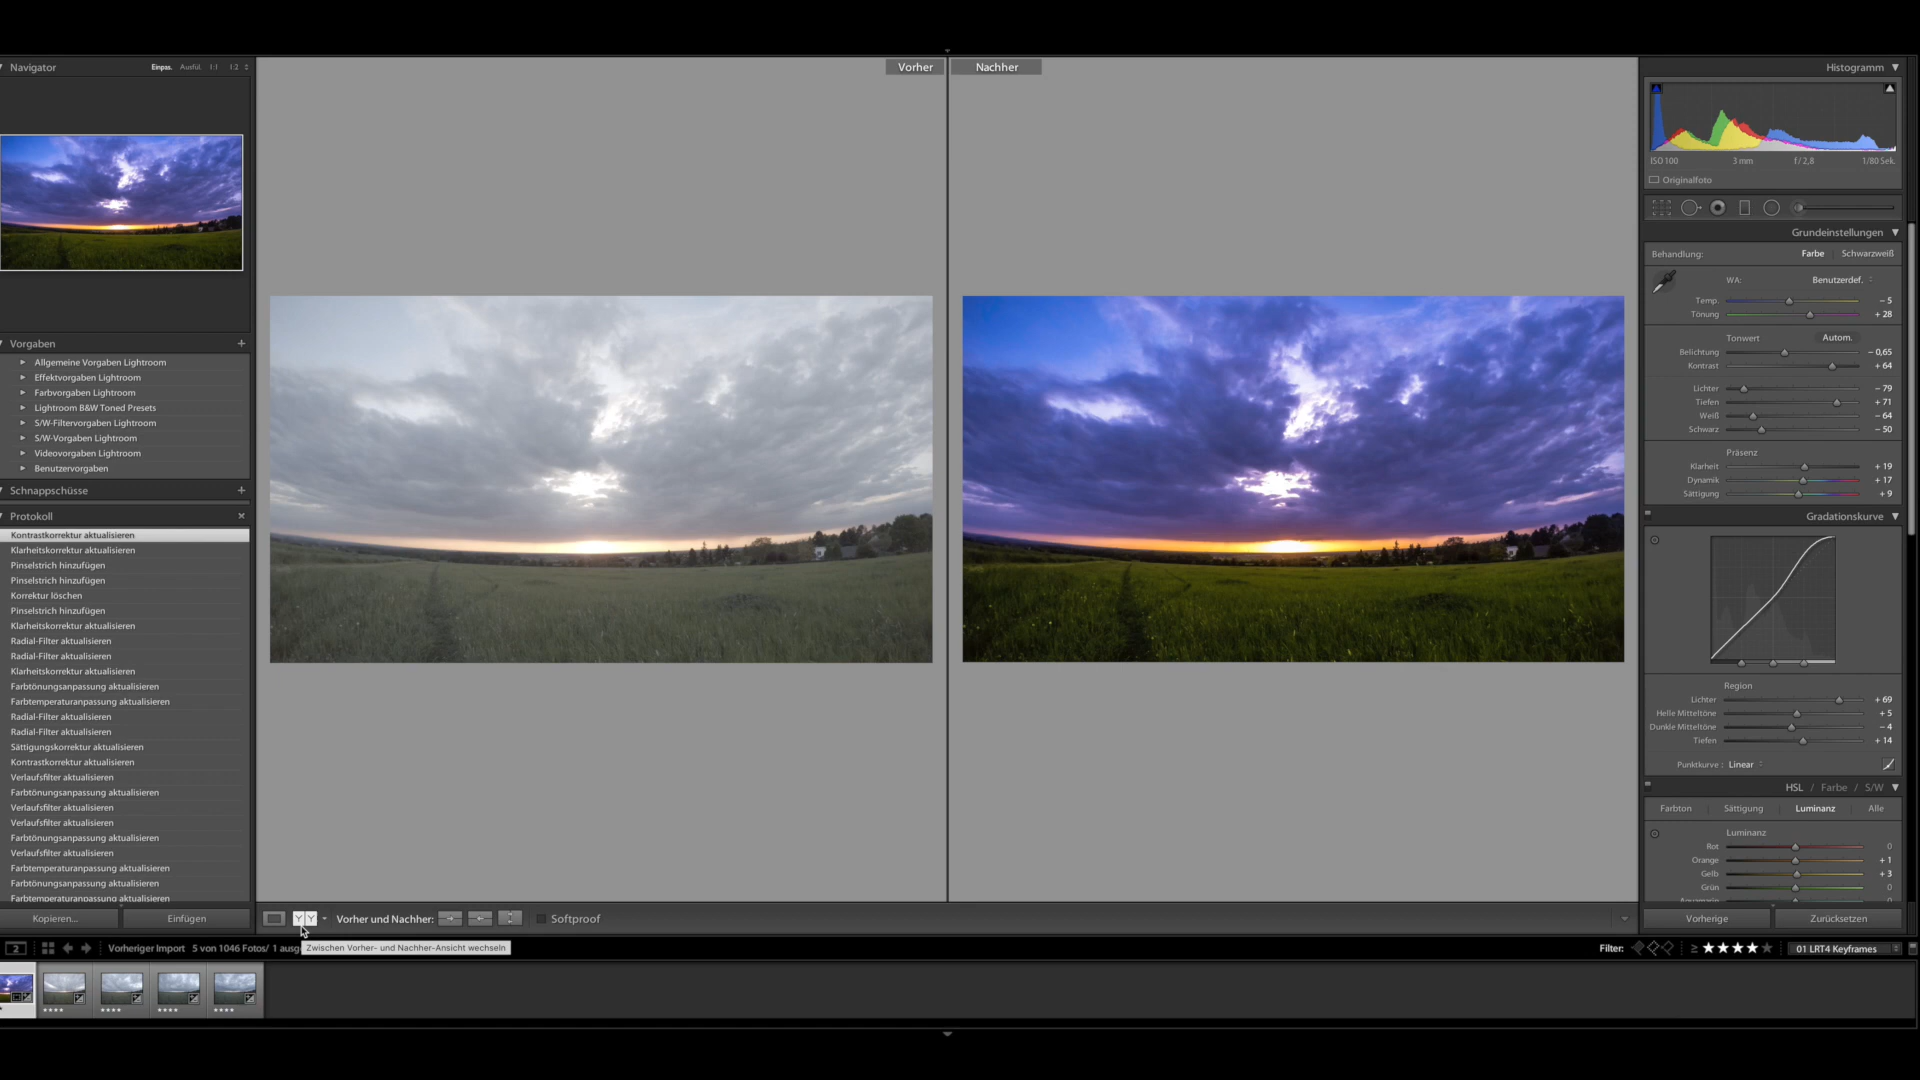 Navigator Einpas. Ausfül. 1:1 1:2
Vorher
Nachher
Histogramm
ISO 100 3 mm f / 2,8 1/80 Sek.
Originalfoto
Grundeinstellungen
Behandlung: Farbe Schwarzweiß
WA: Benutzerdef.
Temp. – 5
Tönung + 28
Tonwert Autom.
Belichtung – 0,65
Kontrast + 64
Lichter – 79
Tiefen + 71
Weiß – 64
Schwarz – 50
Präsenz
Klarheit + 19
Dynamik + 17
Sättigung + 9
Gradationskurve
Region
Lichter + 69
Helle Mitteltöne + 5
Dunkle Mitteltöne – 4
Tiefen + 14
Punktkurve : Linear
HSL / Farbe / S/W
Farbton Sättigung Luminanz Alle
Luminanz
Rot 0
Orange + 1
Gelb + 3
Grün 0
Vorherige Zurücksetzen
Vorgaben
Allgemeine Vorgaben Lightroom
Effektvorgaben Lightroom
Farbvorgaben Lightroom
Lightroom B&W Toned Presets
S/W-Filtervorgaben Lightroom
S/W-Vorgaben Lightroom
Videovorgaben Lightroom
Benutzervorgaben
Schnappschüsse
Protokoll
Kontrastkorrektur aktualisieren
Klarheitskorrektur aktualisieren
Pinselstrich hinzufügen
Pinselstrich hinzufügen
Korrektur löschen
Pinselstrich hinzufügen
Klarheitskorrektur aktualisieren
Radial-Filter aktualisieren
Radial-Filter aktualisieren
Klarheitskorrektur aktualisieren
Farbtönungsanpassung aktualisieren
Farbtemperaturanpassung aktualisieren
Radial-Filter aktualisieren
Radial-Filter aktualisieren
Sättigungskorrektur aktualisieren
Kontrastkorrektur aktualisieren
Verlaufsfilter aktualisieren
Farbtönungsanpassung aktualisieren
Verlaufsfilter aktualisieren
Verlaufsfilter aktualisieren
Farbtönungsanpassung aktualisieren
Verlaufsfilter aktualisieren
Farbtemperaturanpassung aktualisieren
Farbtönungsanpassung aktualisieren
Farbtemperaturanpassung aktualisieren
Kopieren... Einfügen
Y Y Vorher und Nachher: Softproof
2 Vorheriger Import 5 von 1046 Fotos/ 1 ausg
Zwischen Vorher- und Nachher-Ansicht wechseln
Filter: ≥ ★★★★★ 01 LRT4 Keyframes